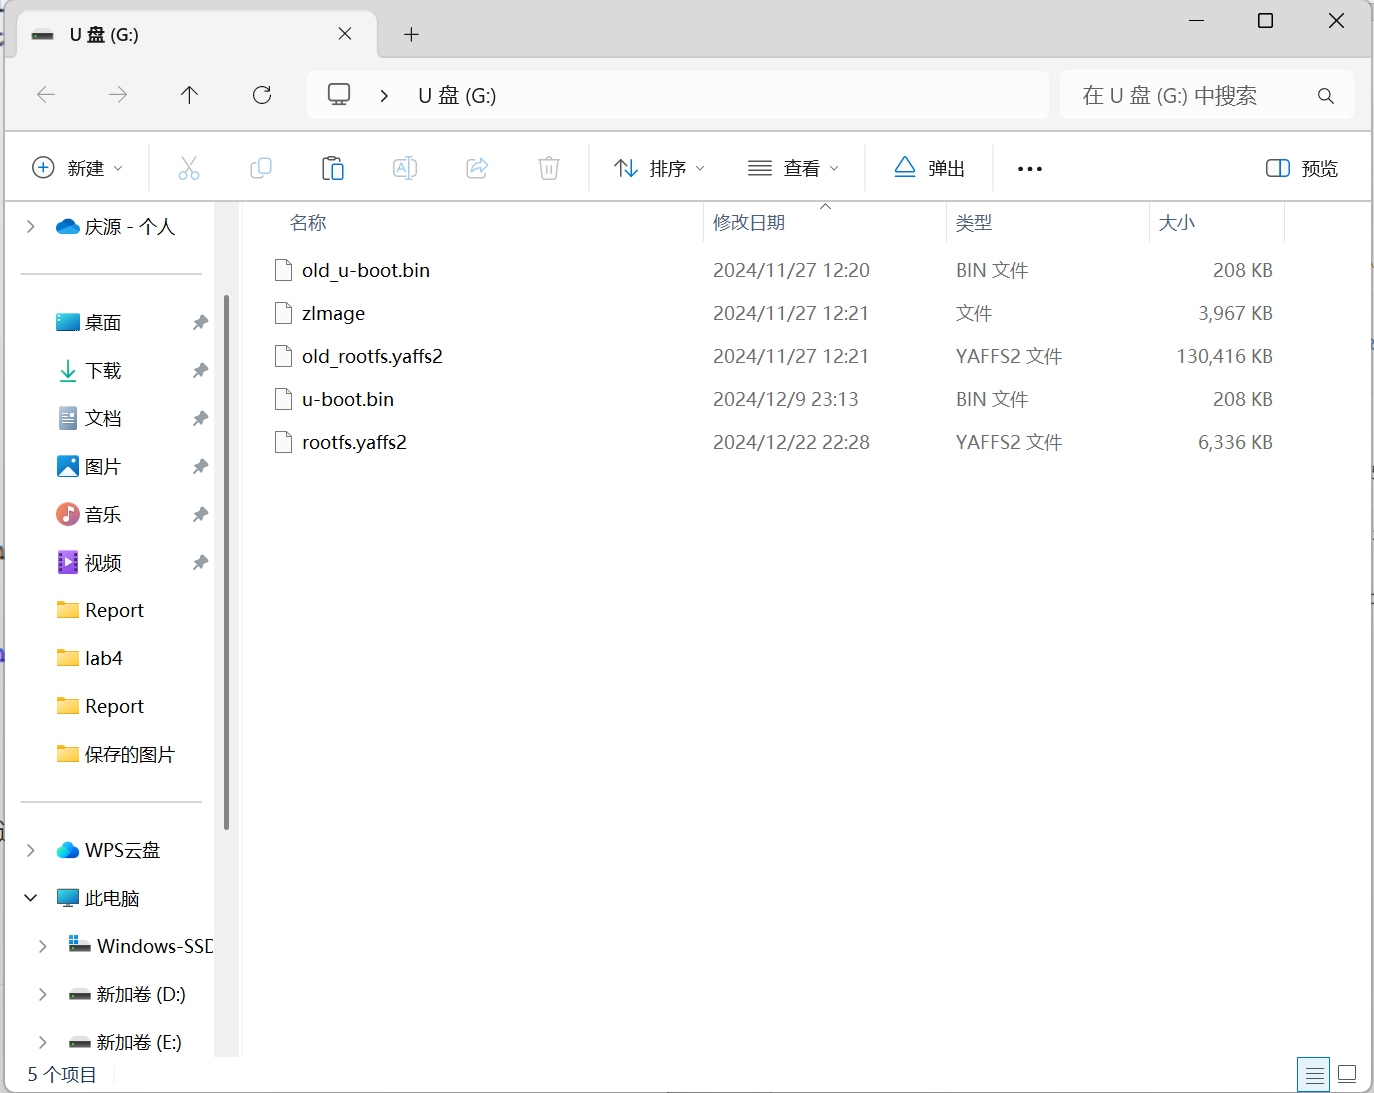 U 盘 (G:)
U 盘 (G:)
在 U 盘 (G:) 中搜索
新建
排序
查看
弹出
预览
庆源 - 个人
桌面
下载
文档
图片
音乐
视频
Report
lab4
Report
保存的图片
WPS云盘
此电脑
Windows-SSD
新加卷 (D:)
新加卷 (E:)
名称 修改日期 类型 大小
old_u-boot.bin 2024/11/27 12:20 BIN 文件 208 KB
zImage 2024/11/27 12:21 文件 3,967 KB
old_rootfs.yaffs2 2024/11/27 12:21 YAFFS2 文件 130,416 KB
u-boot.bin 2024/12/9 23:13 BIN 文件 208 KB
rootfs.yaffs2 2024/12/22 22:28 YAFFS2 文件 6,336 KB
5 个项目